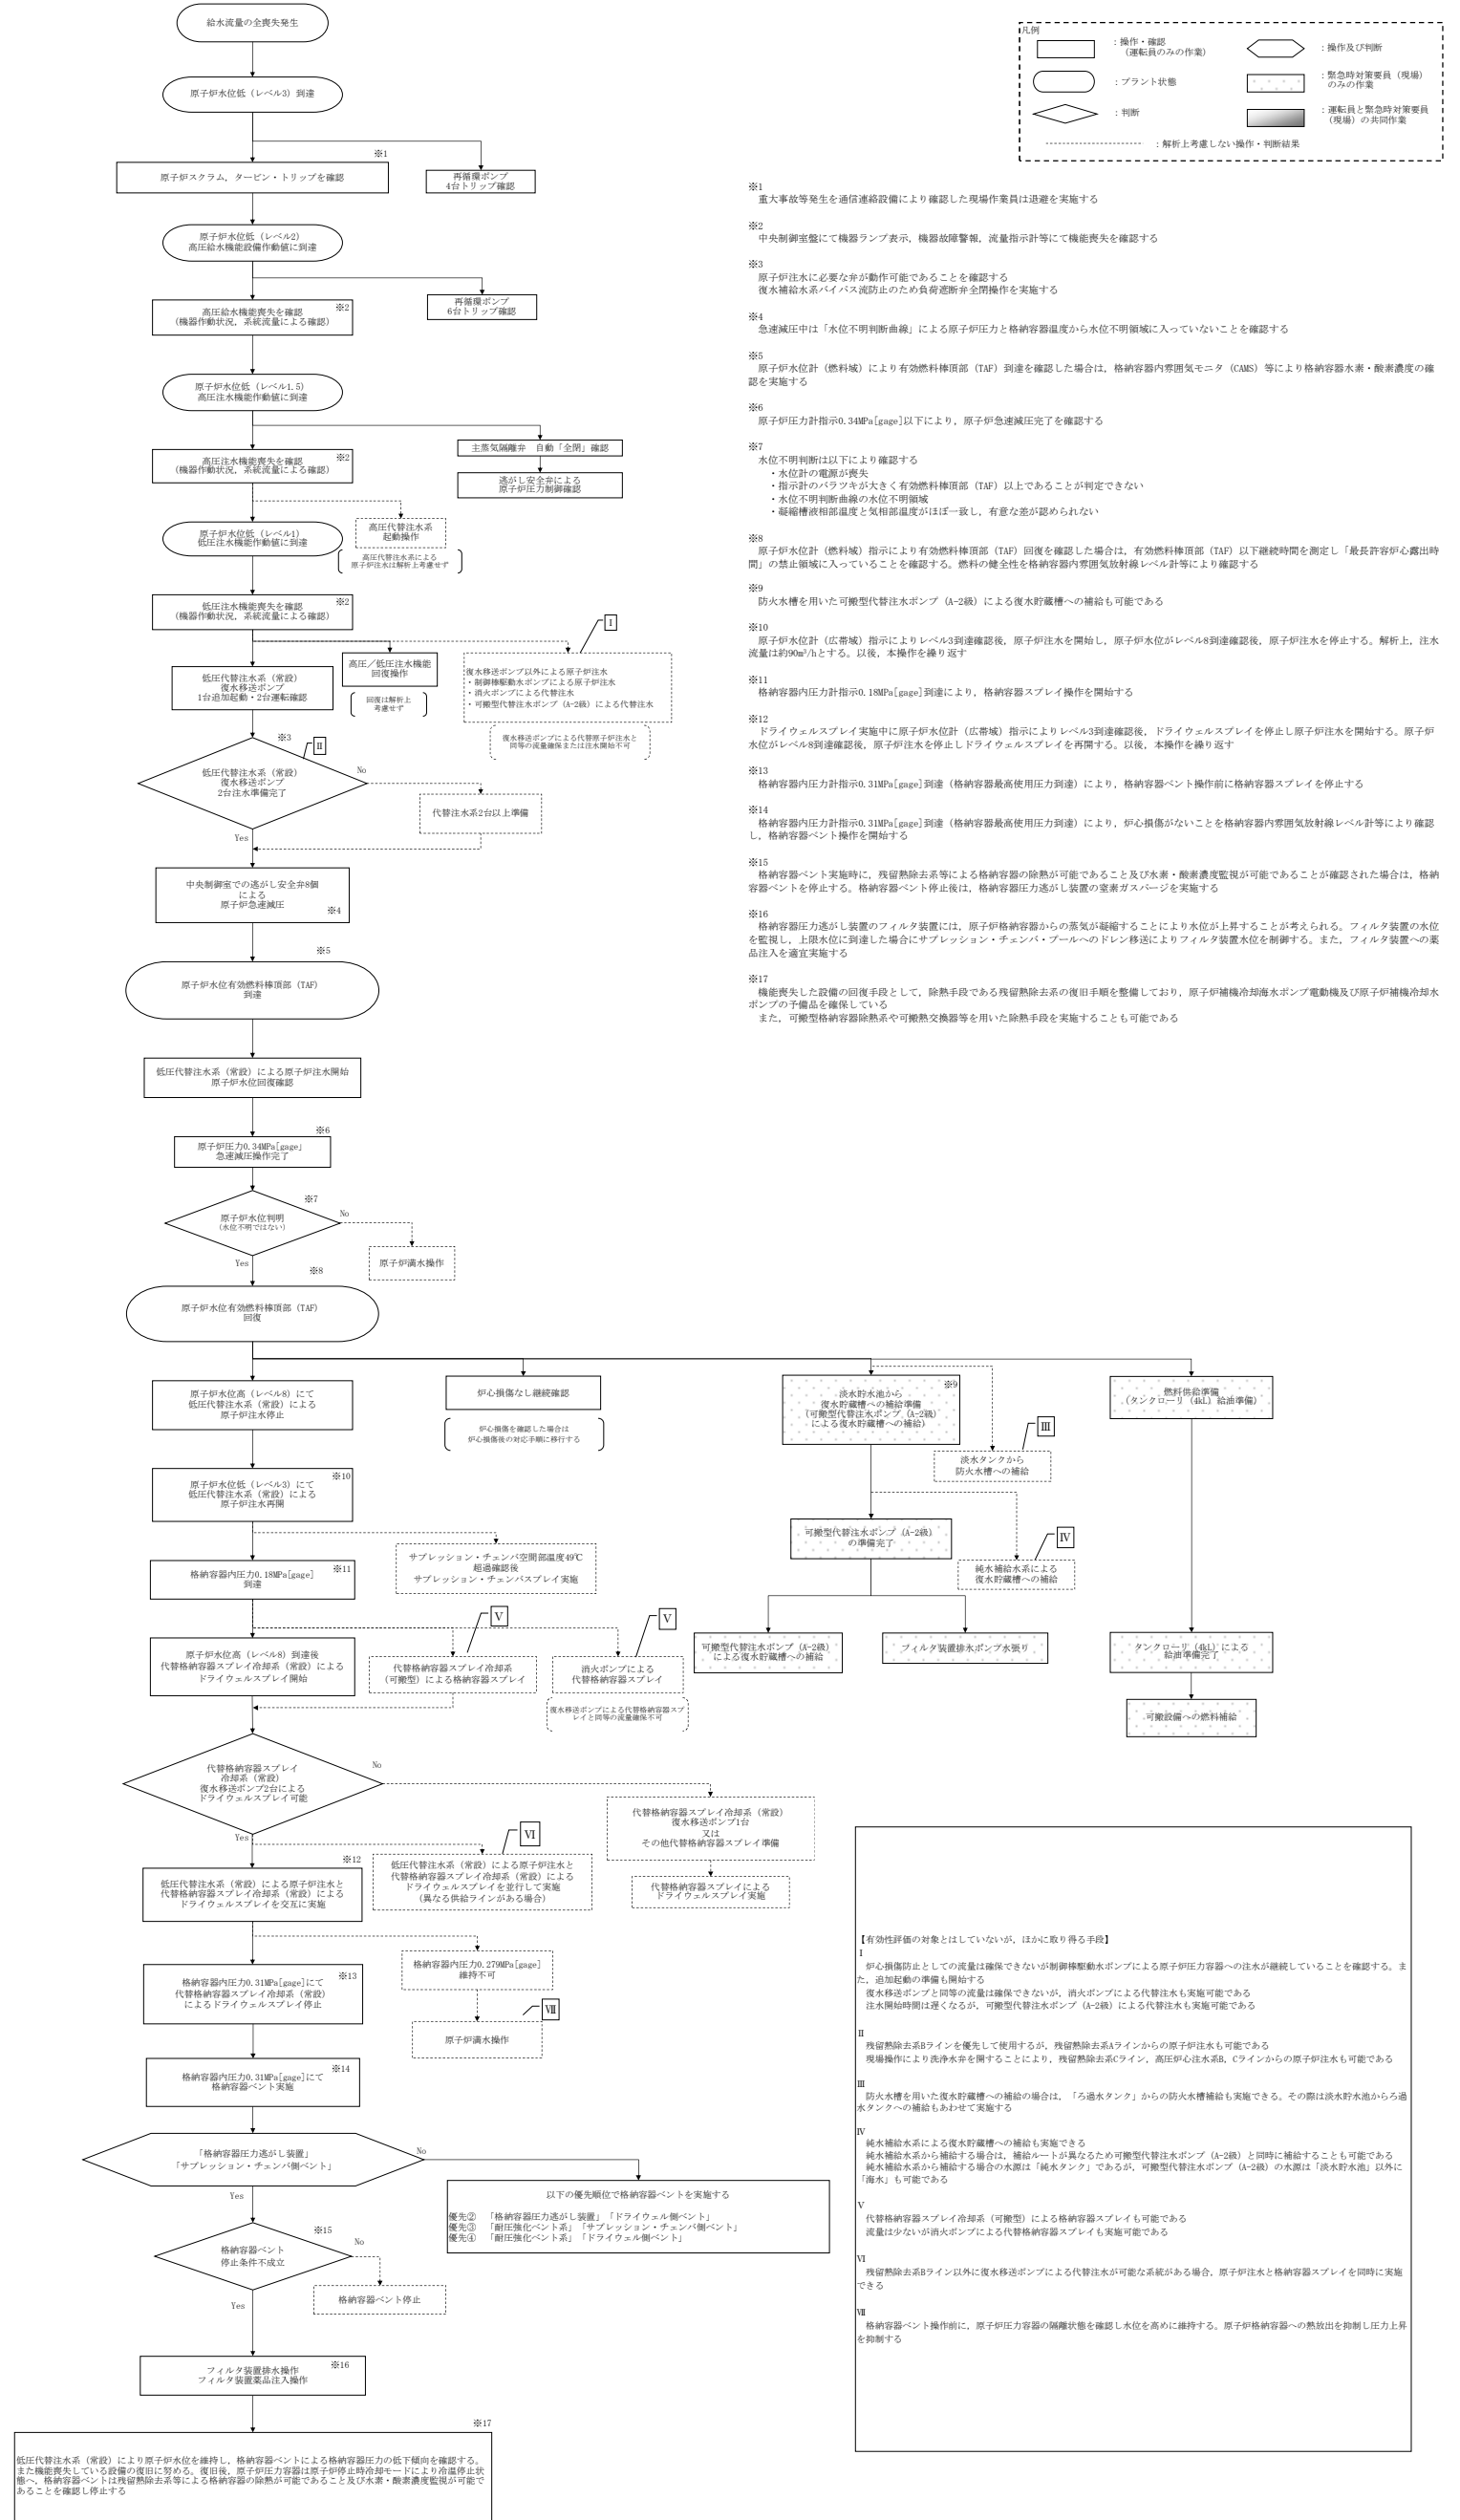 給水流量の全喪失発生
原子炉水位低（レベル3）到達
※1
原子炉スクラム，タービン・トリップを確認
再循環ポンプ
4台トリップ確認
原子炉水位低（レベル2）
高圧給水機能設備作動値に到達
※2
高圧給水機能喪失を確認
（機器作動状況，系統流量による確認）
再循環ポンプ
6台トリップ確認
原子炉水位低（レベル1.5）
高圧注水機能作動値に到達
※2
高圧注水機能喪失を確認
（機器作動状況，系統流量による確認）
主蒸気隔離弁　自動「全閉」確認
逃がし安全弁による
原子炉圧力制御確認
原子炉水位低（レベル1）
低圧注水機能作動値に到達
高圧代替注水系
起動操作
高圧代替注水系による
原子炉注水は解析上考慮せず
※2
低圧注水機能喪失を確認
（機器作動状況，系統流量による確認）
Ⅰ
低圧代替注水系（常設）
復水移送ポンプ
1台追加起動・2台運転確認
高圧／低圧注水機能
回復操作
回復は解析上
考慮せず
復水移送ポンプ以外による原子炉注水
・制御棒駆動水ポンプによる原子炉注水
・消火ポンプによる代替注水
・可搬型代替注水ポンプ（A-2級）による代替注水
復水移送ポンプによる代替原子炉注水と
同等の流量確保または注水開始不可
※3
Ⅱ
低圧代替注水系（常設）
復水移送ポンプ
2台注水準備完了
No
代替注水系2台以上準備
Yes
中央制御室での逃がし安全弁8個
による
原子炉急速減圧
※4
※5
原子炉水位有効燃料棒頂部（TAF）
到達
低圧代替注水系（常設）による原子炉注水開始
原子炉水位回復確認
※6
原子炉圧力0.34MPa[gage]
急速減圧操作完了
※7
原子炉水位判明
（水位不明ではない）
No
原子炉満水操作
Yes
※8
原子炉水位有効燃料棒頂部（TAF）
回復
原子炉水位高（レベル8）にて
低圧代替注水系（常設）による
原子炉注水停止
炉心損傷なし継続確認
炉心損傷を確認した場合は
炉心損傷後の対応手順に移行する
※9
淡水貯水池から
復水貯蔵槽への補給準備
（可搬型代替注水ポンプ（A-2級）
による復水貯蔵槽への補給）
燃料供給準備
（タンクローリ（4kL）給油準備）
Ⅲ
淡水タンクから
防火水槽への補給
※10
原子炉水位低（レベル3）にて
低圧代替注水系（常設）による
原子炉注水再開
可搬型代替注水ポンプ（A-2級）
の準備完了
Ⅳ
純水補給水系による
復水貯蔵槽への補給
サプレッション・チェンバ空間部温度49℃
超過確認後
サプレッション・チェンバスプレイ実施
※11
格納容器内圧力0.18MPa[gage]
到達
Ⅴ
Ⅴ
原子炉水位高（レベル8）到達後
代替格納容器スプレイ冷却系（常設）による
ドライウェルスプレイ開始
代替格納容器スプレイ冷却系
（可搬型）による格納容器スプレイ
消火ポンプによる
代替格納容器スプレイ
復水移送ポンプによる代替格納容器スプ
レイと同等の流量確保不可
可搬型代替注水ポンプ（A-2級）
による復水貯蔵槽への補給
フィルタ装置排水ポンプ水張り
タンクローリ（4kL）による
給油準備完了
可搬設備への燃料補給
代替格納容器スプレイ
冷却系（常設）
復水移送ポンプ2台による
ドライウェルスプレイ可能
No
代替格納容器スプレイ冷却系（常設）
復水移送ポンプ1台
又は
その他代替格納容器スプレイ準備
代替格納容器スプレイによる
ドライウェルスプレイ実施
Yes
Ⅵ
※12
低圧代替注水系（常設）による原子炉注水と
代替格納容器スプレイ冷却系（常設）による
ドライウェルスプレイを交互に実施
低圧代替注水系（常設）による原子炉注水と
代替格納容器スプレイ冷却系（常設）による
ドライウェルスプレイを並行して実施
（異なる供給ラインがある場合）
格納容器内圧力0.279MPa[gage]
維持不可
Ⅶ
原子炉満水操作
※13
格納容器内圧力0.31MPa[gage]にて
代替格納容器スプレイ冷却系（常設）
によるドライウェルスプレイ停止
※14
格納容器内圧力0.31MPa[gage]にて
格納容器ベント実施
「格納容器圧力逃がし装置」
「サプレッション・チェンバ側ベント」
No
以下の優先順位で格納容器ベントを実施する
優先②　「格納容器圧力逃がし装置」「ドライウェル側ベント」
優先③　「耐圧強化ベント系」「サプレッション・チェンバ側ベント」
優先④　「耐圧強化ベント系」「ドライウェル側ベント」
Yes
※15
格納容器ベント
停止条件不成立
No
格納容器ベント停止
Yes
※16
フィルタ装置排水操作
フィルタ装置薬品注入操作
※17
低圧代替注水系（常設）により原子炉水位を維持し，格納容器ベントによる格納容器圧力の低下傾向を確認する。
また機能喪失している設備の復旧に努める。復旧後，原子炉圧力容器は原子炉停止時冷却モードにより冷温停止状
態へ，格納容器ベントは残留熱除去系等による格納容器の除熱が可能であること及び水素・酸素濃度監視が可能で
あることを確認し停止する
凡例
：操作・確認
（運転員のみの作業）
：操作及び判断
：プラント状態
：緊急時対策要員（現場）
のみの作業
：判断
：運転員と緊急時対策要員
（現場）の共同作業
：解析上考慮しない操作・判断結果
※1
重大事故等発生を通信連絡設備により確認した現場作業員は退避を実施する
※2
中央制御室盤にて機器ランプ表示，機器故障警報，流量指示計等にて機能喪失を確認する
※3
原子炉注水に必要な弁が動作可能であることを確認する
復水補給水系バイパス流防止のため負荷遮断弁全閉操作を実施する
※4
急速減圧中は「水位不明判断曲線」による原子炉圧力と格納容器温度から水位不明領域に入っていないことを確認する
※5
原子炉水位計（燃料域）により有効燃料棒頂部（TAF）到達を確認した場合は，格納容器内雰囲気モニタ（CAMS）等により格納容器水素・酸素濃度の確
認を実施する
※6
原子炉圧力計指示0.34MPa[gage]以下により，原子炉急速減圧完了を確認する
※7
水位不明判断は以下により確認する
・水位計の電源が喪失
・指示計のバラツキが大きく有効燃料棒頂部（TAF）以上であることが判定できない
・水位不明判断曲線の水位不明領域
・凝縮槽液相部温度と気相部温度がほぼ一致し，有意な差が認められない
※8
原子炉水位計（燃料域）指示により有効燃料棒頂部（TAF）回復を確認した場合は，有効燃料棒頂部（TAF）以下継続時間を測定し「最長許容炉心露出時
間」の禁止領域に入っていることを確認する。燃料の健全性を格納容器内雰囲気放射線レベル計等により確認する
※9
防火水槽を用いた可搬型代替注水ポンプ（A-2級）による復水貯蔵槽への補給も可能である
※10
原子炉水位計（広帯域）指示によりレベル3到達確認後，原子炉注水を開始し，原子炉水位がレベル8到達確認後，原子炉注水を停止する。解析上，注水
流量は約90m³/hとする。以後，本操作を繰り返す
※11
格納容器内圧力計指示0.18MPa[gage]到達により，格納容器スプレイ操作を開始する
※12
ドライウェルスプレイ実施中に原子炉水位計（広帯域）指示によりレベル3到達確認後，ドライウェルスプレイを停止し原子炉注水を開始する。原子炉
水位がレベル8到達確認後，原子炉注水を停止しドライウェルスプレイを再開する。以後，本操作を繰り返す
※13
格納容器内圧力計指示0.31MPa[gage]到達（格納容器最高使用圧力到達）により，格納容器ベント操作前に格納容器スプレイを停止する
※14
格納容器内圧力計指示0.31MPa[gage]到達（格納容器最高使用圧力到達）により，炉心損傷がないことを格納容器内雰囲気放射線レベル計等により確認
し，格納容器ベント操作を開始する
※15
格納容器ベント実施時に，残留熱除去系等による格納容器の除熱が可能であること及び水素・酸素濃度監視が可能であることが確認された場合は，格納
容器ベントを停止する。格納容器ベント停止後は，格納容器圧力逃がし装置の窒素ガスパージを実施する
※16
格納容器圧力逃がし装置のフィルタ装置には，原子炉格納容器からの蒸気が凝縮することにより水位が上昇することが考えられる。フィルタ装置の水位
を監視し，上限水位に到達した場合にサプレッション・チェンバ・プールへのドレン移送によりフィルタ装置水位を制御する。また，フィルタ装置への薬
品注入を適宜実施する
※17
機能喪失した設備の回復手段として，除熱手段である残留熱除去系の復旧手順を整備しており，原子炉補機冷却海水ポンプ電動機及び原子炉補機冷却水
ポンプの予備品を確保している
また，可搬型格納容器除熱系や可搬熱交換器等を用いた除熱手段を実施することも可能である
【有効性評価の対象とはしていないが，ほかに取り得る手段】
Ⅰ
炉心損傷防止としての流量は確保できないが制御棒駆動水ポンプによる原子炉圧力容器への注水が継続していることを確認する。ま
た，追加起動の準備も開始する
復水移送ポンプと同等の流量は確保できないが，消火ポンプによる代替注水も実施可能である
注水開始時間は遅くなるが，可搬型代替注水ポンプ（A-2級）による代替注水も実施可能である
Ⅱ
残留熱除去系Bラインを優先して使用するが，残留熱除去系Aラインからの原子炉注水も可能である
現場操作により洗浄水弁を開することにより，残留熱除去系Cライン，高圧炉心注水系B，Cラインからの原子炉注水も可能である
Ⅲ
防火水槽を用いた復水貯蔵槽への補給の場合は，「ろ過水タンク」からの防火水槽補給も実施できる。その際は淡水貯水池からろ過
水タンクへの補給もあわせて実施する
Ⅳ
純水補給水系による復水貯蔵槽への補給も実施できる
純水補給水系から補給する場合は，補給ルートが異なるため可搬型代替注水ポンプ（A-2級）と同時に補給することも可能である
純水補給水系から補給する場合の水源は「純水タンク」であるが，可搬型代替注水ポンプ（A-2級）の水源は「淡水貯水池」以外に
「海水」も可能である
Ⅴ
代替格納容器スプレイ冷却系（可搬型）による格納容器スプレイも可能である
流量は少ないが消火ポンプによる代替格納容器スプレイも実施可能である
Ⅵ
残留熱除去系Bライン以外に復水移送ポンプによる代替注水が可能な系統がある場合，原子炉注水と格納容器スプレイを同時に実施
できる
Ⅶ
格納容器ベント操作前に，原子炉圧力容器の隔離状態を確認し水位を高めに維持する。原子炉格納容器への熱放出を抑制し圧力上昇
を抑制する